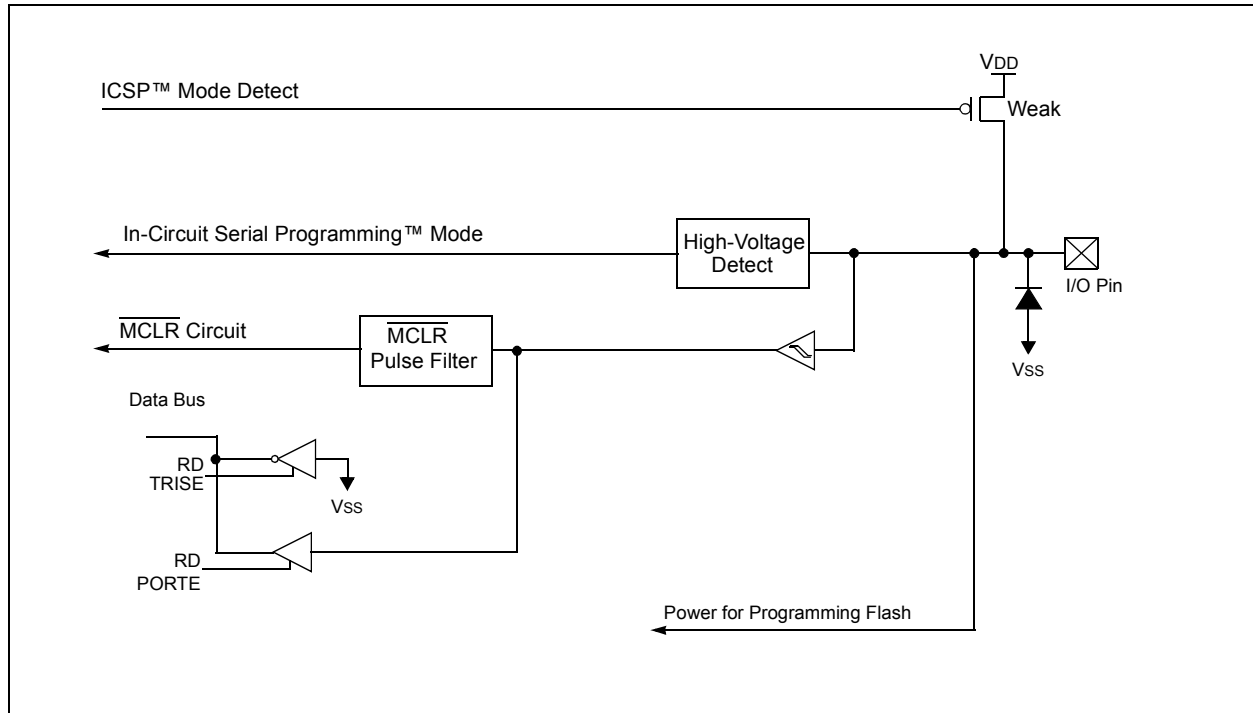 VDD
ICSP™ Mode Detect
Weak
In-Circuit Serial Programming™ Mode
High-Voltage
Detect
I/O Pin
MCLR Circuit
MCLR
Pulse Filter
VSS
Data Bus
RD
TRISE
VSS
RD
PORTE
Power for Programming Flash